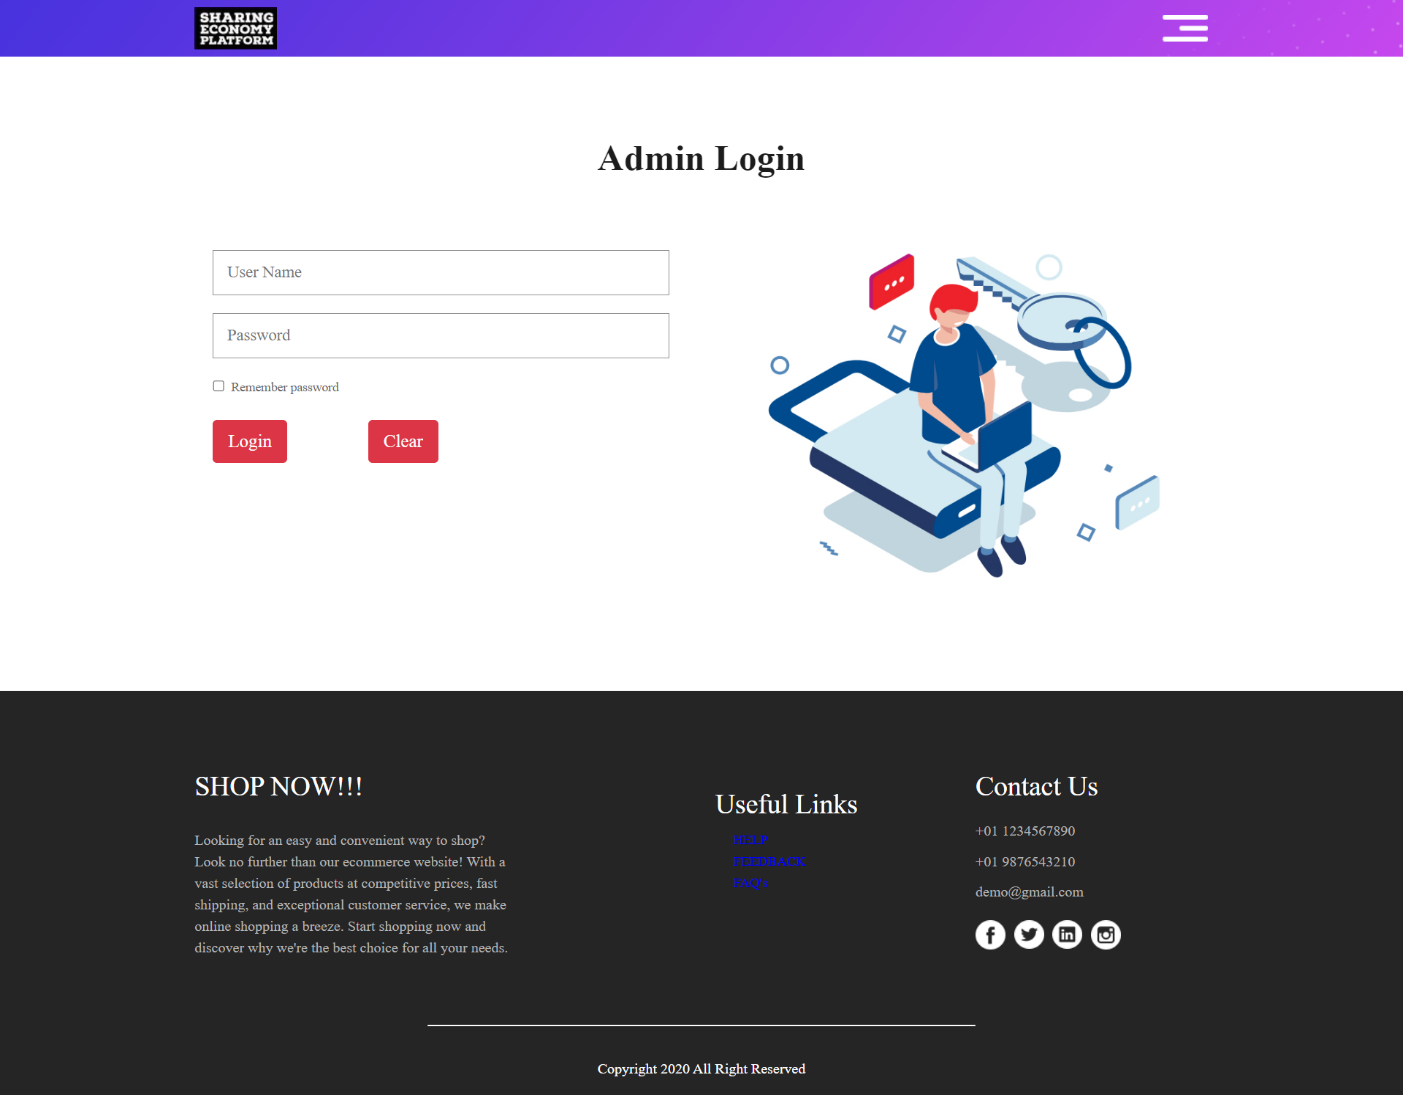 SHARING
ECONOMY
PLATFORM
Admin Login
User Name
Password
Remember password
Login
Clear
SHOP NOW!!!
Looking for an easy and convenient way to shop?
Look no further than our ecommerce website! With a
vast selection of products at competitive prices, fast
shipping, and exceptional customer service, we make
online shopping a breeze. Start shopping now and
discover why we're the best choice for all your needs.
Useful Links
HELP
FEEDBACK
FAQ's
Contact Us
+01 1234567890
+01 9876543210
demo@gmail.com
Copyright 2020 All Right Reserved